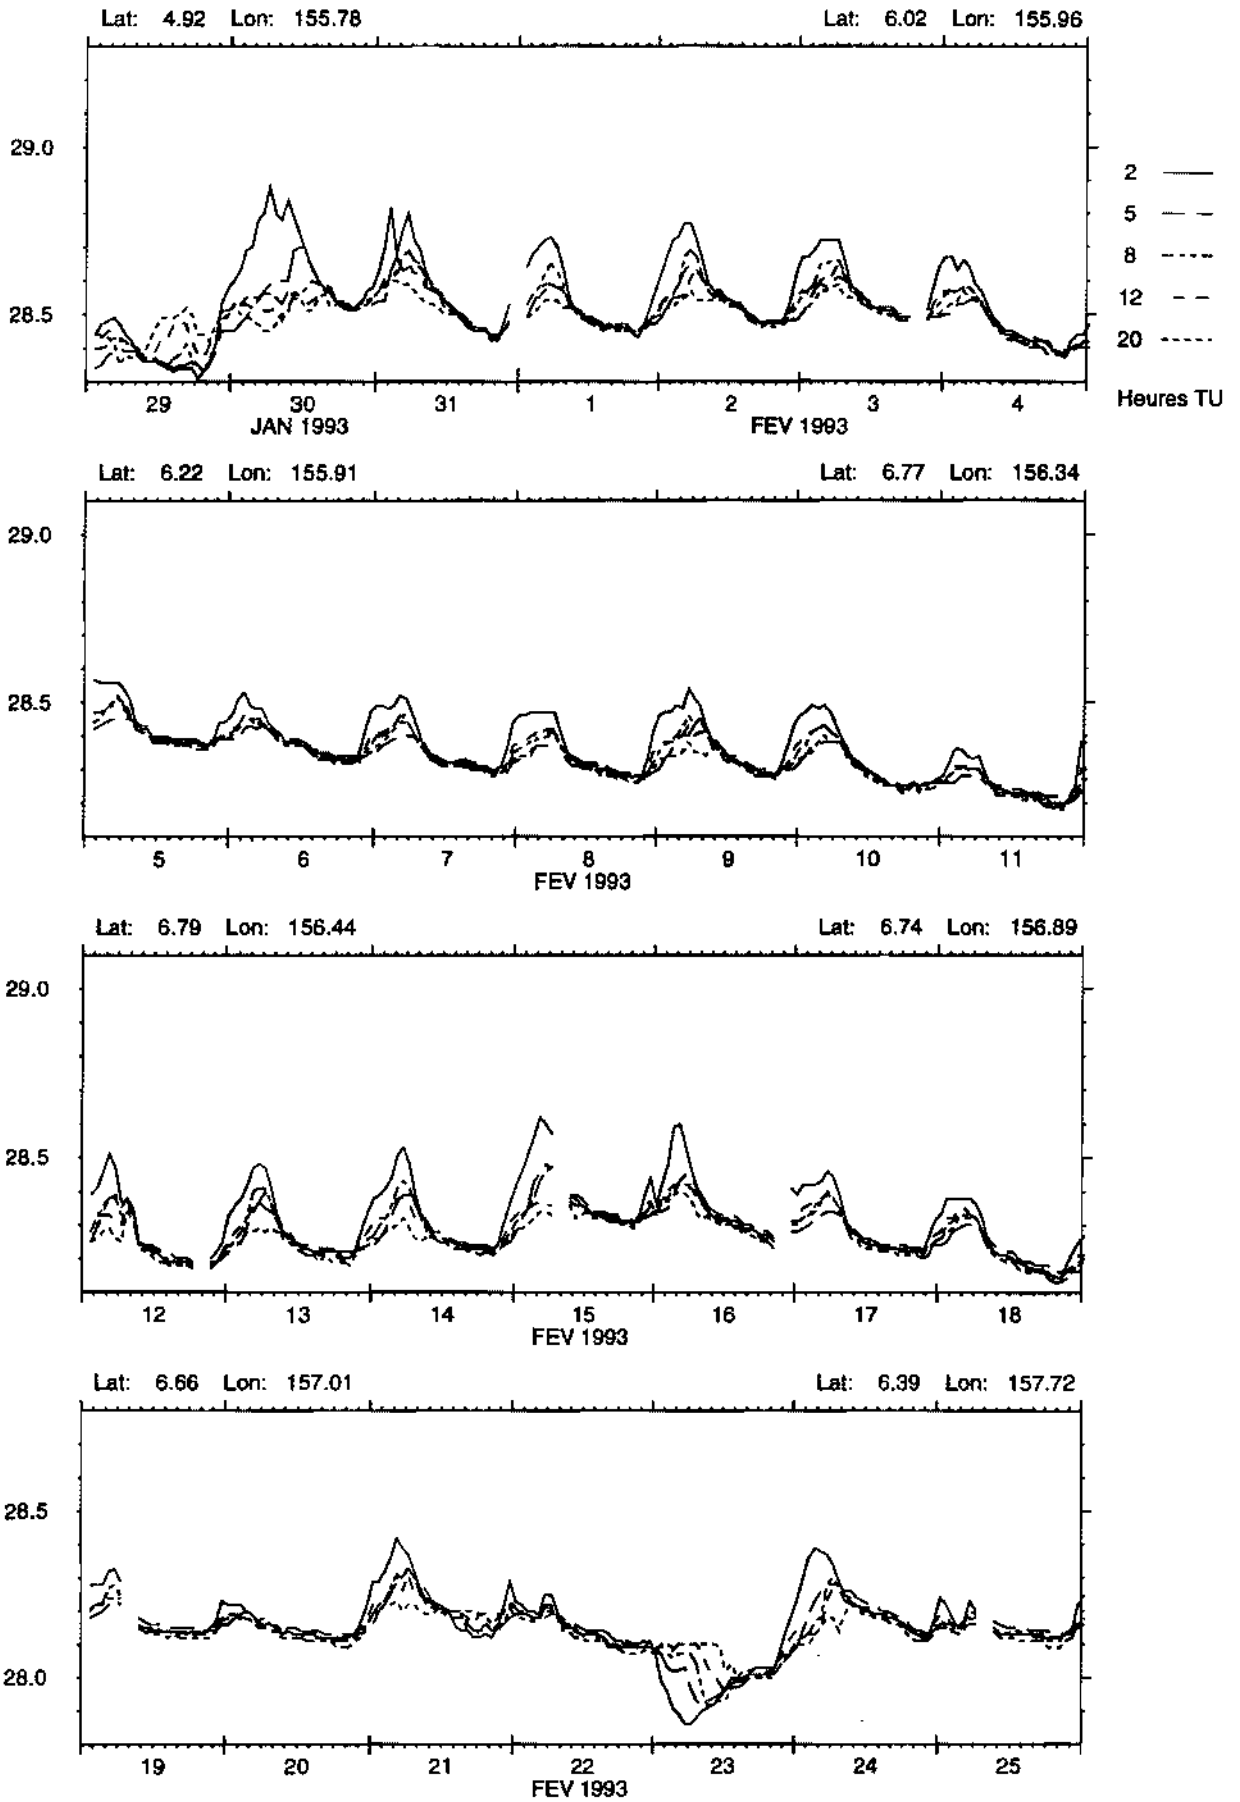 Lat: 4.92 Lon: 155.78 Lat: 6.02 Lon: 155.96
29.0
28.5
2
5
8
12
20
Heures TU
29 30 31 1 2 3 4
JAN 1993 FEV 1993
Lat: 6.22 Lon: 155.91 Lat: 6.77 Lon: 156.34
29.0
28.5
5 6 7 8 9 10 11
FEV 1993
Lat: 6.79 Lon: 156.44 Lat: 6.74 Lon: 156.89
29.0
28.5
12 13 14 15 16 17 18
FEV 1993
Lat: 6.66 Lon: 157.01 Lat: 6.39 Lon: 157.72
28.5
28.0
19 20 21 22 23 24 25
FEV 1993